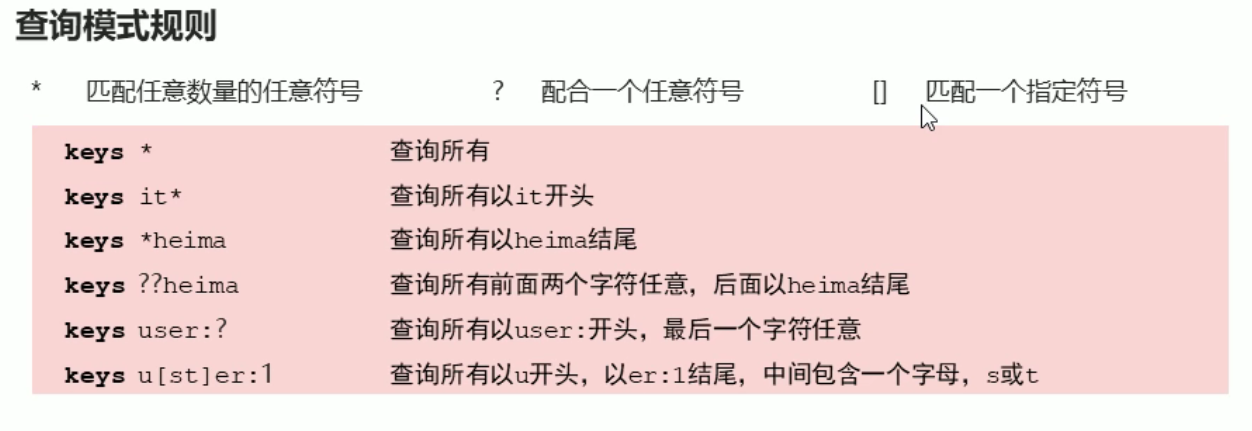 查询模式规则
* 匹配任意数量的任意符号 ? 配合一个任意符号 [] 匹配一个指定符号
keys * 查询所有
keys it* 查询所有以it开头
keys *heima 查询所有以heima结尾
keys ??heima 查询所有前面两个字符任意，后面以heima结尾
keys user:? 查询所有以user:开头，最后一个字符任意
keys u[st]er:1 查询所有以u开头，以er:1结尾，中间包含一个字母，s或t